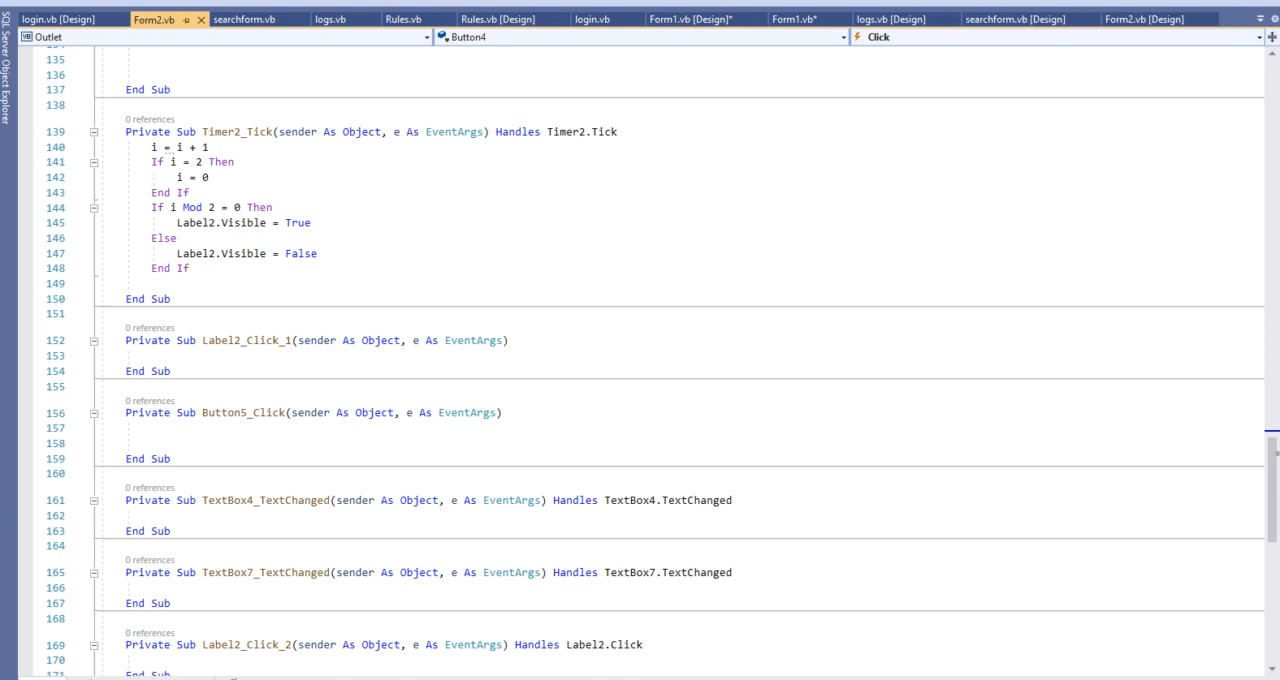 login.vb [Design] Form2.vb searchform.vb logs.vb Rules.vb Rules.vb [Design] login.vb Form1.vb [Design]* Form1.vb* logs.vb [Design] searchform.vb [Design] Form2.vb [Design]
SQL Server Object Explorer
VB Outlet Button4 Click
135
136
137 End Sub
138
0 references
139 Private Sub Timer2_Tick(sender As Object, e As EventArgs) Handles Timer2.Tick
140 i = i + 1
141 If i = 2 Then
142 i = 0
143 End If
144 If i Mod 2 = 0 Then
145 Label2.Visible = True
146 Else
147 Label2.Visible = False
148 End If
149
150 End Sub
151
0 references
152 Private Sub Label2_Click_1(sender As Object, e As EventArgs)
153
154 End Sub
155
0 references
156 Private Sub Button5_Click(sender As Object, e As EventArgs)
157
158
159 End Sub
160
0 references
161 Private Sub TextBox4_TextChanged(sender As Object, e As EventArgs) Handles TextBox4.TextChanged
162
163 End Sub
164
0 references
165 Private Sub TextBox7_TextChanged(sender As Object, e As EventArgs) Handles TextBox7.TextChanged
166
167 End Sub
168
0 references
169 Private Sub Label2_Click_2(sender As Object, e As EventArgs) Handles Label2.Click
170
171 End Sub